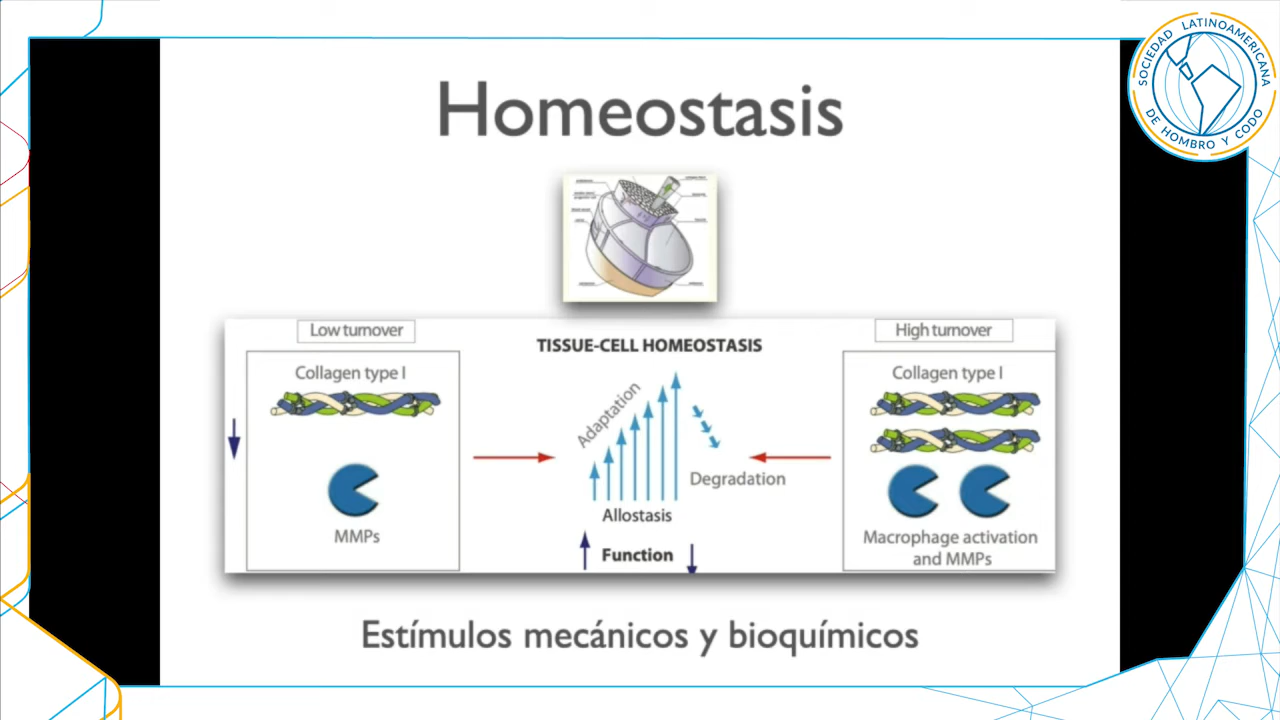 SOCIEDAD LATINOAMERICANA
DE HOMBRO Y CODO
Homeostasis
Low turnover
High turnover
TISSUE-CELL HOMEOSTASIS
Collagen type I
Collagen type I
Adaptation
Degradation
Allostasis
MMPs
Macrophage activation
and MMPs
Function
Estímulos mecánicos y bioquímicos